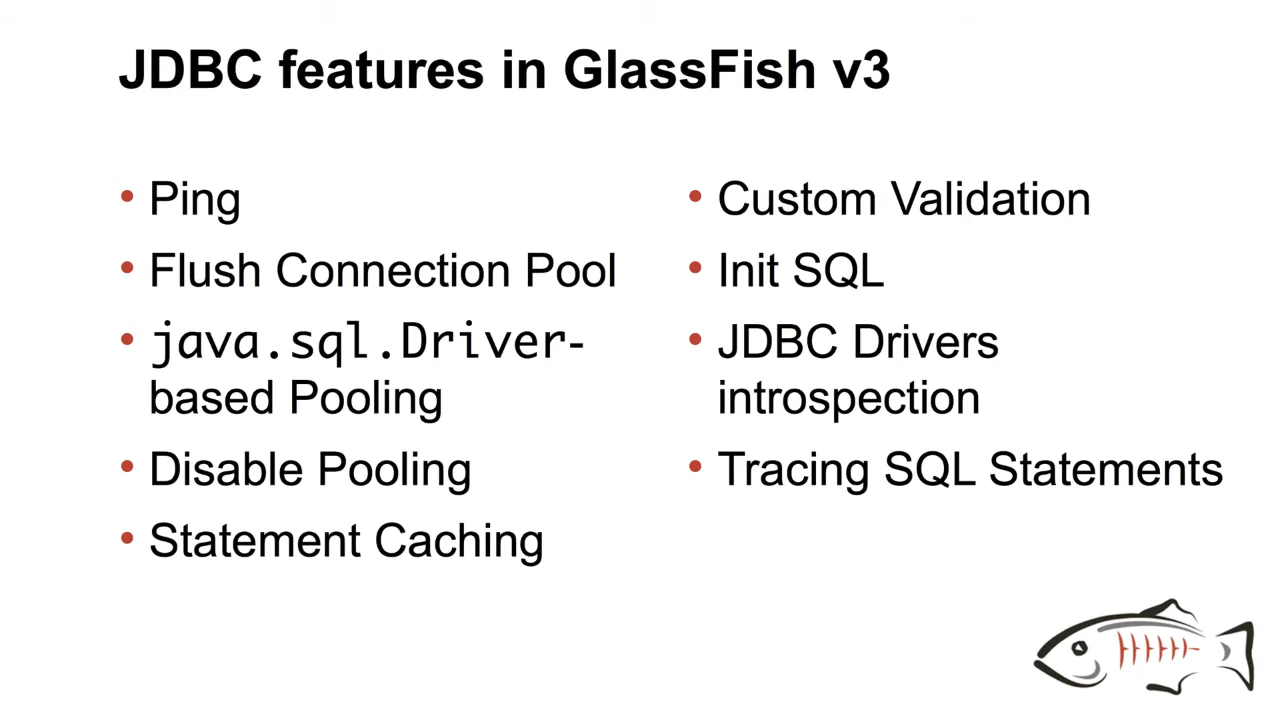 JDBC features in GlassFish v3
• Ping
• Flush Connection Pool
• java.sql.Driver-
based Pooling
• Disable Pooling
• Statement Caching
• Custom Validation
• Init SQL
• JDBC Drivers
introspection
• Tracing SQL Statements